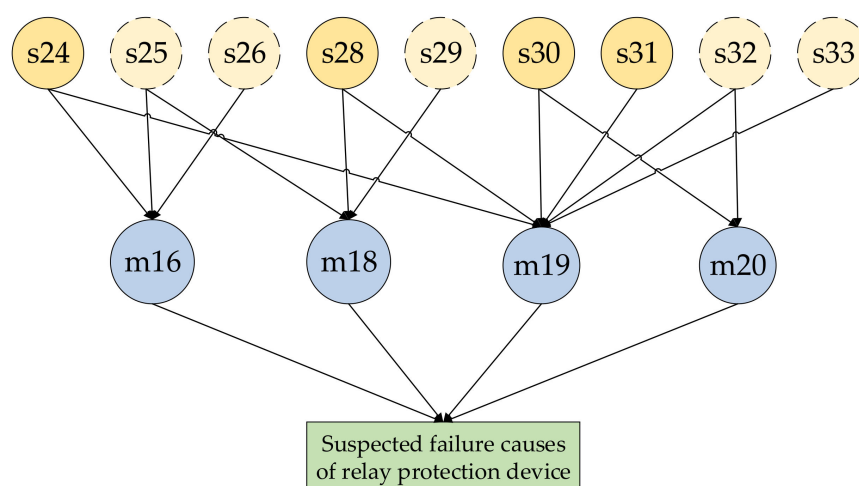 s24 s25 s26 s28 s29 s30 s31 s32 s33
m16 m18 m19 m20
Suspected failure causes
of relay protection device